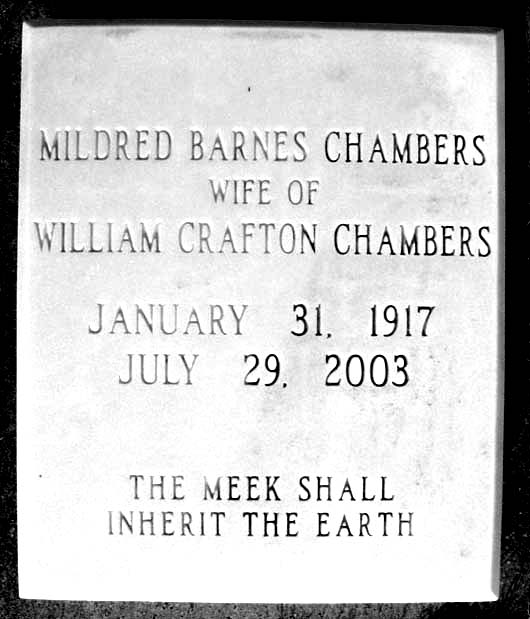 MILDRED BARNES CHAMBERS
WIFE OF
WILLIAM CRAFTON CHAMBERS
JANUARY 31, 1917
JULY 29, 2003
THE MEEK SHALL
INHERIT THE EARTH